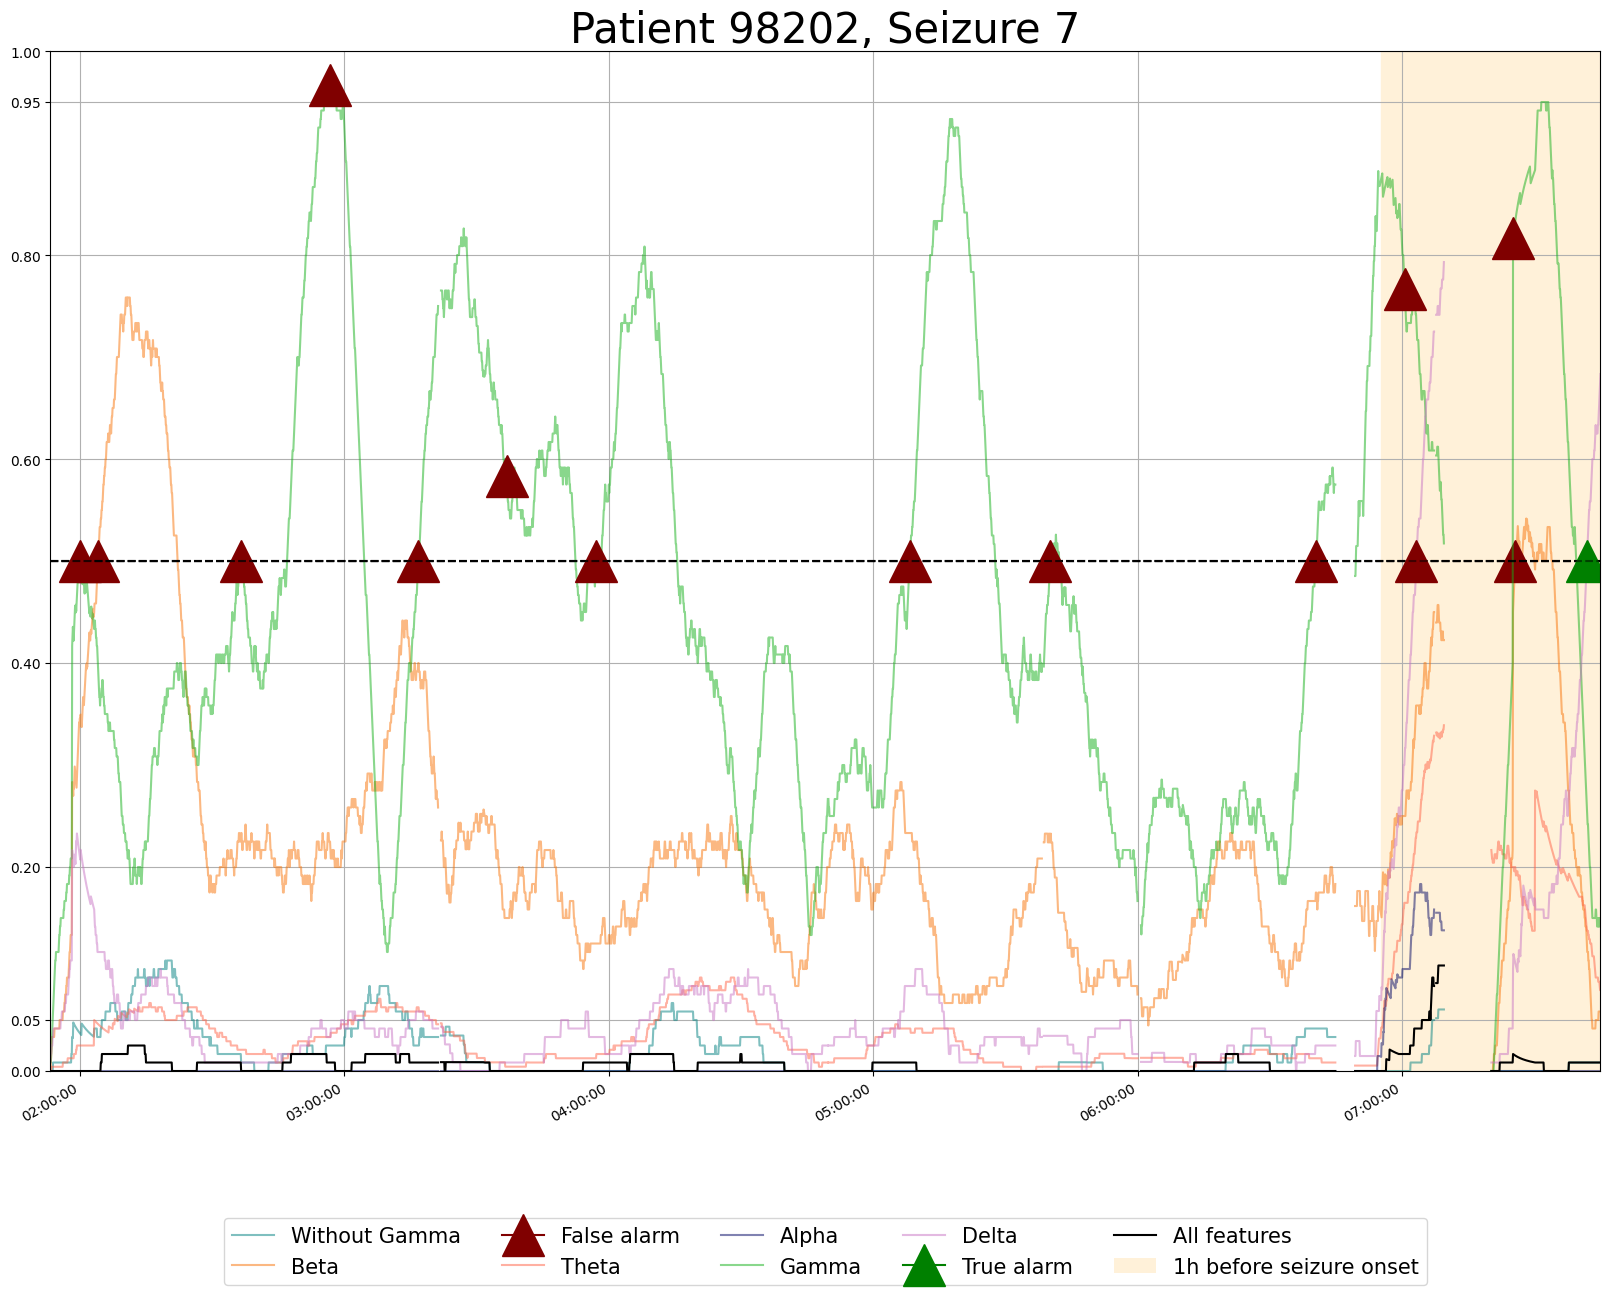 Patient 98202, Seizure 7
1.00
0.95
0.80
0.60
0.40
0.20
0.05
0.00
02:00:00 03:00:00 04:00:00 05:00:00 06:00:00 07:00:00
Without Gamma False alarm Alpha Delta All features
Beta Theta Gamma True alarm 1h before seizure onset